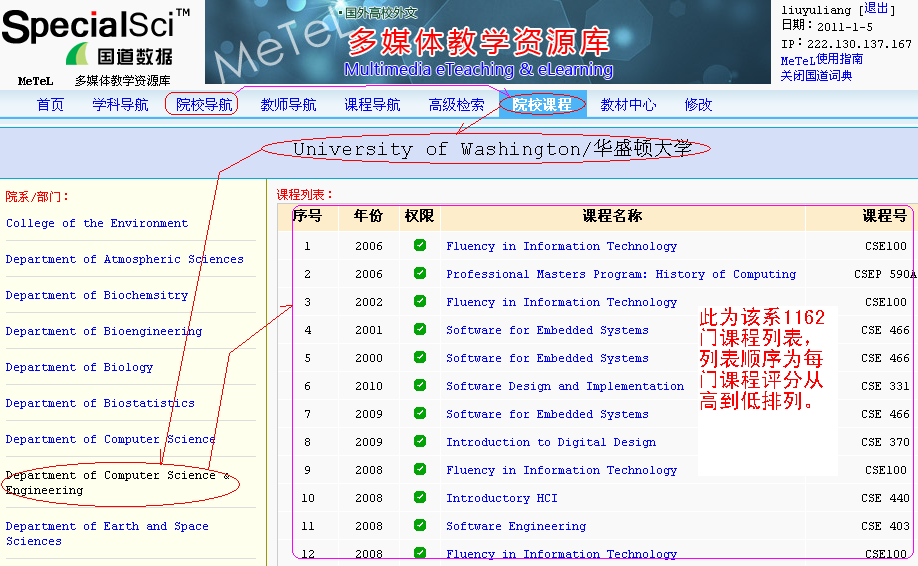 SpecialSci™
国道数据
MeTeL 多媒体教学资源库
MeTeL
·国外高校外文
多媒体教学资源库
Multimedia eTeaching & eLearning
liuyuliang [退出]
日期：2011-1-5
IP：222.130.137.167
MeTeL使用指南
关闭国道词典
首页 学科导航 院校导航 教师导航 课程导航 高级检索 院校课程 教材中心 修改
University of Washington/华盛顿大学
院系/部门：
College of the Environment
Department of Atmospheric Sciences
Department of Biochemsitry
Department of Bioengineering
Department of Biology
Department of Biostatistics
Department of Computer Science
Department of Computer Science &
Engineering
Department of Earth and Space
Sciences
课程列表：
序号 年份 权限 课程名称 课程号
1 2006 Fluency in Information Technology CSE100
2 2006 Professional Masters Program: History of Computing CSEP 590A
3 2002 Fluency in Information Technology CSE100
4 2001 Software for Embedded Systems CSE 466
5 2000 Software for Embedded Systems CSE 466
6 2010 Software Design and Implementation CSE 331
7 2009 Software for Embedded Systems CSE 466
8 2009 Introduction to Digital Design CSE 370
9 2008 Fluency in Information Technology CSE100
10 2008 Introductory HCI CSE 440
11 2008 Software Engineering CSE 403
12 2008 Fluency in Information Technology CSE100
此为该系1162
门课程列表，
列表顺序为每
门课程评分从
高到低排列。